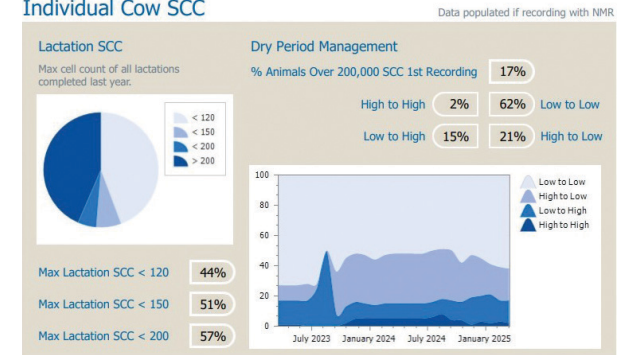 Individual Cow SCC
Data populated if recording with NMR
Lactation SCC
Max cell count of all lactations
completed last year.
< 120
< 150
< 200
> 200
Max Lactation SCC < 120 44%
Max Lactation SCC < 150 51%
Max Lactation SCC < 200 57%
Dry Period Management
% Animals Over 200,000 SCC 1st Recording 17%
High to High 2% 62% Low to Low
Low to High 15% 21% High to Low
100
80
60
40
20
0
July 2023 January 2024 July 2024 January 2025
Low to Low
High to Low
Low to High
High to High